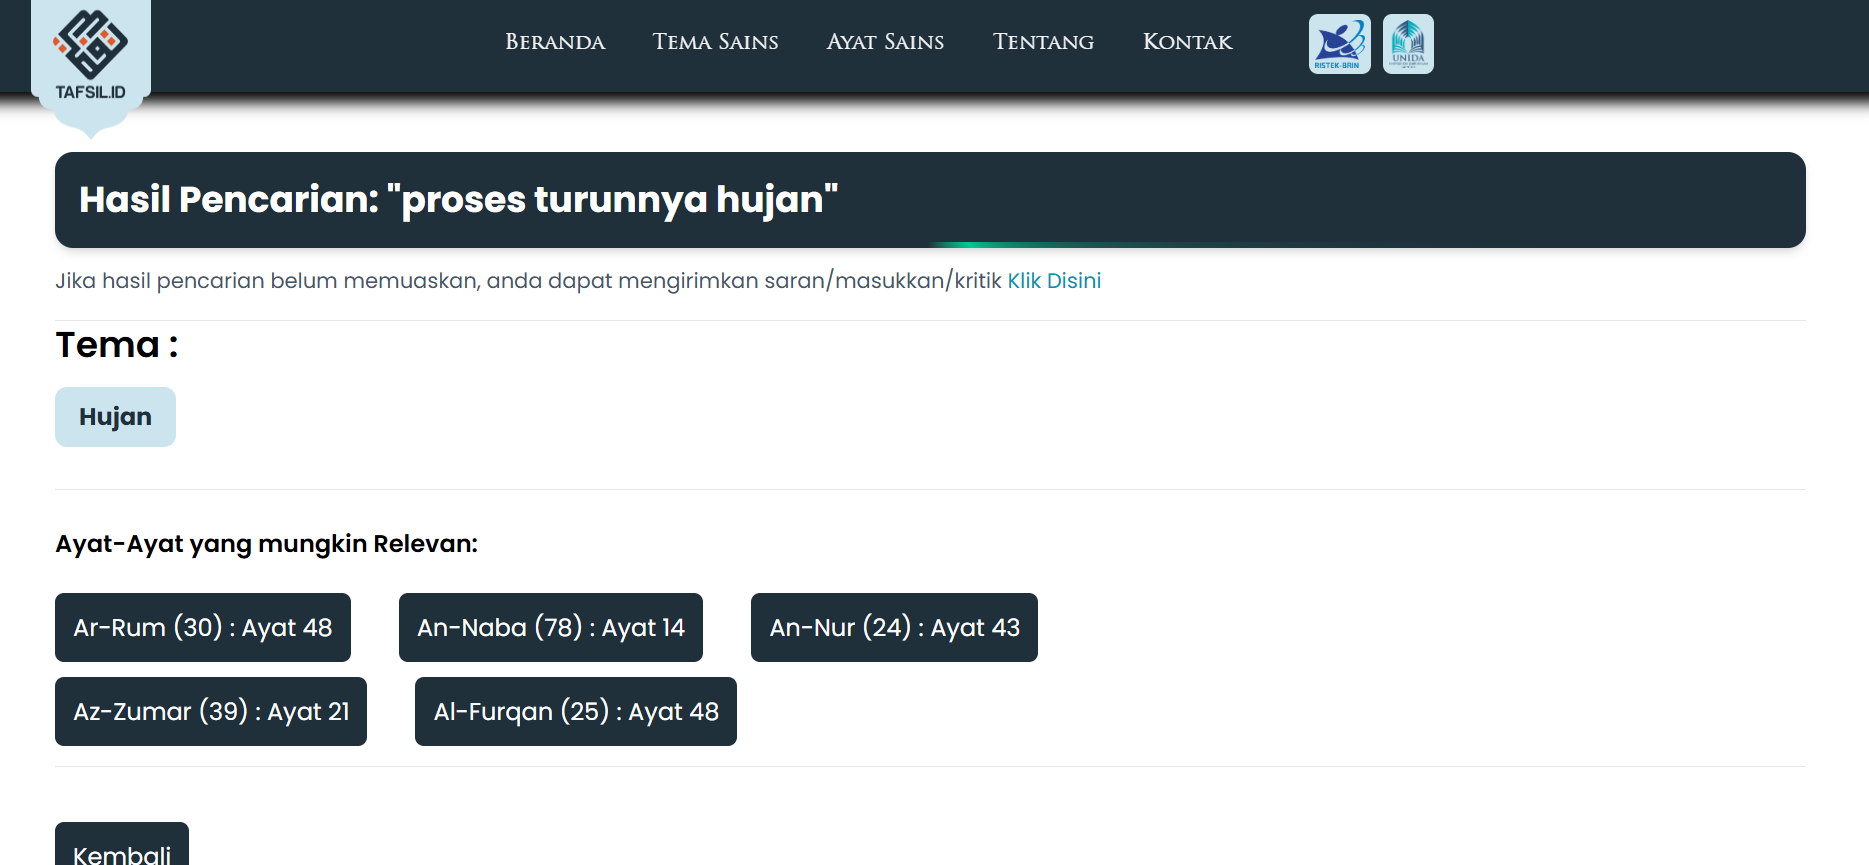 TAFSIL.ID
Beranda Tema Sains Ayat Sains Tentang Kontak
RISTEK-BRIN
UNIDA
Hasil Pencarian: "proses turunnya hujan"
Jika hasil pencarian belum memuaskan, anda dapat mengirimkan saran/masukkan/kritik Klik Disini
Tema :
Hujan
Ayat-Ayat yang mungkin Relevan:
Ar-Rum (30) : Ayat 48 An-Naba (78) : Ayat 14 An-Nur (24) : Ayat 43
Az-Zumar (39) : Ayat 21 Al-Furqan (25) : Ayat 48
Kembali